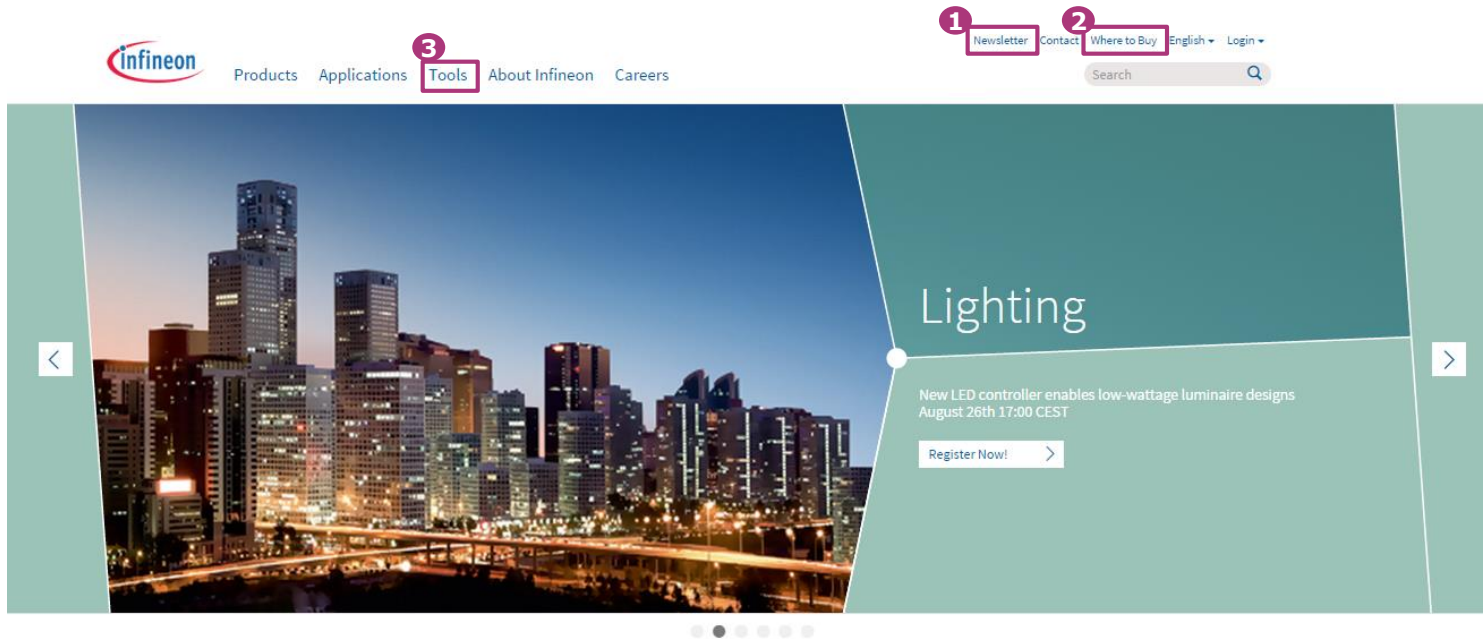 1 2
Newsletter Contact Where to Buy English Login
3
infineon
Products Applications Tools About Infineon Careers
Search
Lighting
New LED controller enables low-wattage luminaire designs
August 26th 17:00 CEST
Register Now!